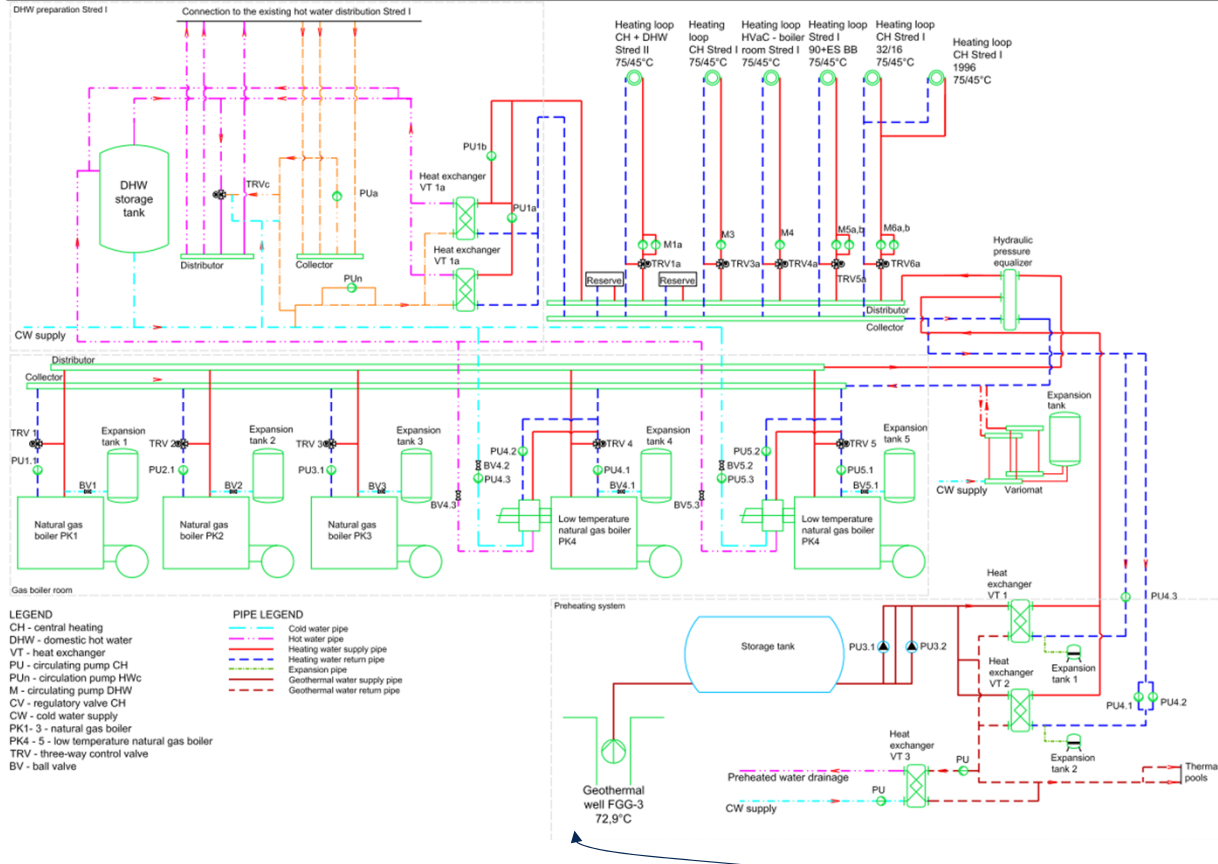 DHW preparation Stred I
Connection to the existing hot water distribution Stred I
Heating loop
CH + DHW
Stred II
75/45°C
Heating
loop
CH Stred I
75/45°C
Heating loop
HVaC - boiler
room Stred I
75/45°C
Heating loop
Stred I
90+ES BB
75/45°C
Heating loop
CH Stred I
32/16
75/45°C
Heating loop
CH Stred I
1996
75/45°C
DHW
storage
tank
TRVc
PUa
PU1b
PU1a
Heat exchanger
VT 1a
Heat exchanger
VT 1a
Distributor
Collector
PUn
CW supply
M1a
M3
M4
M5a,b
M6a,b
TRV1a
TRV3a
TRV4a
TRV5a
TRV6a
Reserve
Reserve
Distributor
Collector
Hydraulic
pressure
equalizer
Distributor
Collector
TRV 1
PU1.1
Expansion
tank 1
BV1
Natural gas
boiler PK1
TRV 2
PU2.1
Expansion
tank 2
BV2
Natural gas
boiler PK2
TRV 3
PU3.1
Expansion
tank 3
BV3
Natural gas
boiler PK3
BV4.2
PU4.3
BV4.3
PU4.2
TRV 4
PU4.1
Expansion
tank 4
BV4.1
Low temperature
natural gas boiler
PK4
BV5.2
PU5.3
BV5.3
PU5.2
TRV 5
PU5.1
Expansion
tank 5
BV5.1
Low temperature
natural gas boiler
PK4
Gas boiler room
Expansion
tank
CW supply
Variomat
LEGEND
CH - central heating
DHW - domestic hot water
VT - heat exchanger
PU - circulating pump CH
PUn - circulation pump HWc
M - circulating pump DHW
CV - regulatory valve CH
CW - cold water supply
PK1- 3 - natural gas boiler
PK4 - 5 - low temperature natural gas boiler
TRV - three-way control valve
BV - ball valve
PIPE LEGEND
Cold water pipe
Hot water pipe
Heating water supply pipe
Heating water return pipe
Expansion pipe
Geothermal water supply pipe
Geothermal water return pipe
Preheating system
Storage tank
PU3.1
PU3.2
Heat
exchanger
VT 1
Expansion
tank 1
PU4.3
Heat
exchanger
VT 2
PU4.1
PU4.2
Expansion
tank 2
Geothermal
well FGG-3
72,9°C
Heat
exchanger
VT 3
PU
Preheated water drainage
PU
CW supply
Therma
pools